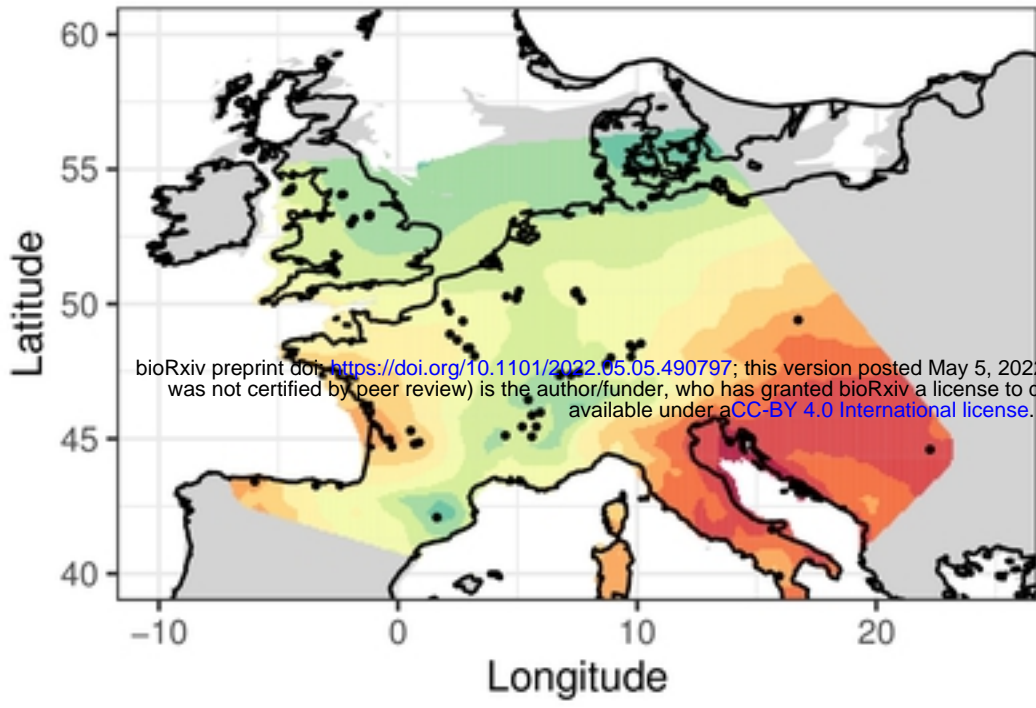 60
55
50
45
40
Latitude
bioRxiv preprint doi: https://doi.org/10.1101/2022.05.05.490797; this version posted May 5, 202
was not certified by peer review) is the author/funder, who has granted bioRxiv a license to
available under aCC-BY 4.0 International license.
−10 0 10 20
Longitude